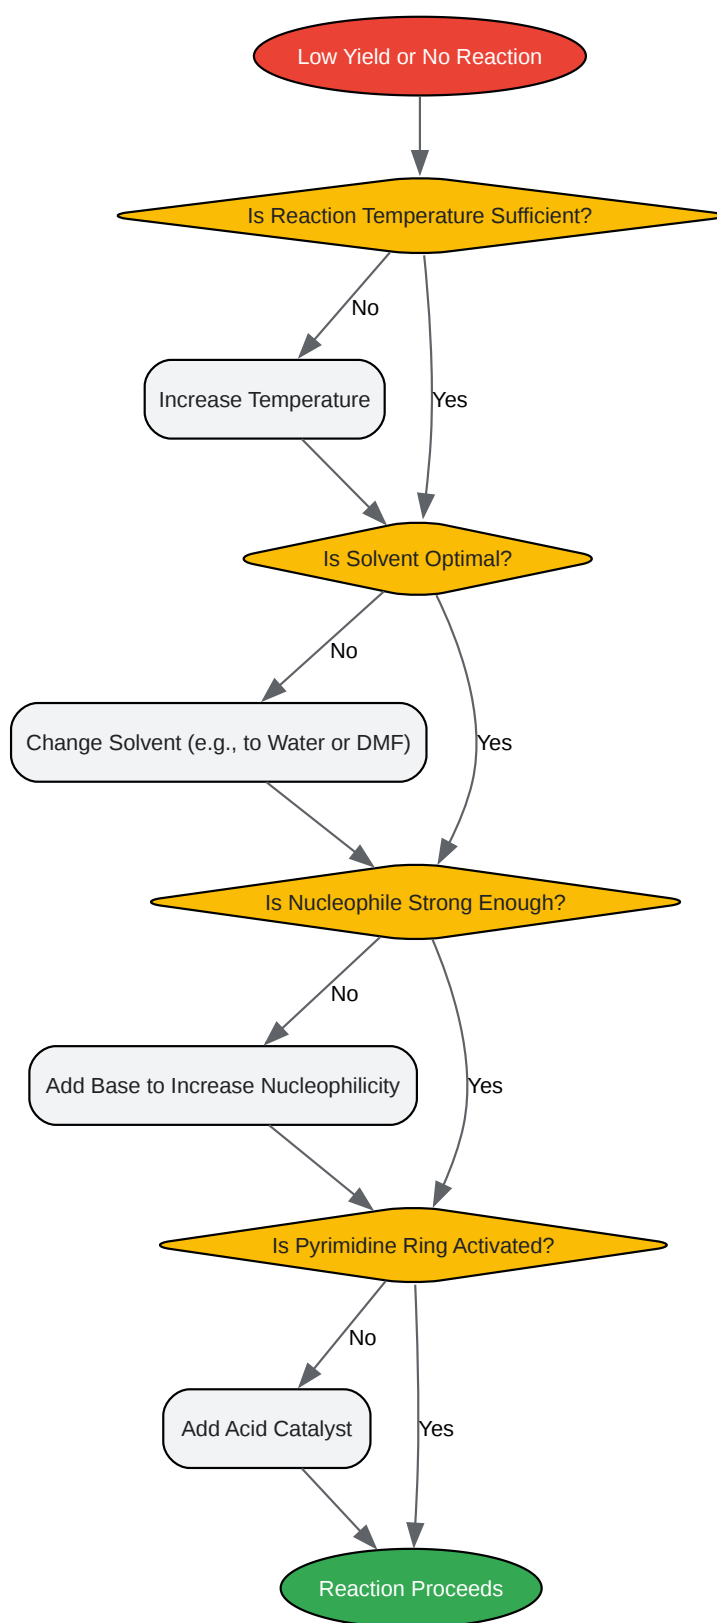 Low Yield or No Reaction
Is Reaction Temperature Sufficient?
No
Increase Temperature
Yes
Is Solvent Optimal?
No
Change Solvent (e.g., to Water or DMF)
Yes
Is Nucleophile Strong Enough?
No
Add Base to Increase Nucleophilicity
Yes
Is Pyrimidine Ring Activated?
No
Add Acid Catalyst
Yes
Reaction Proceeds